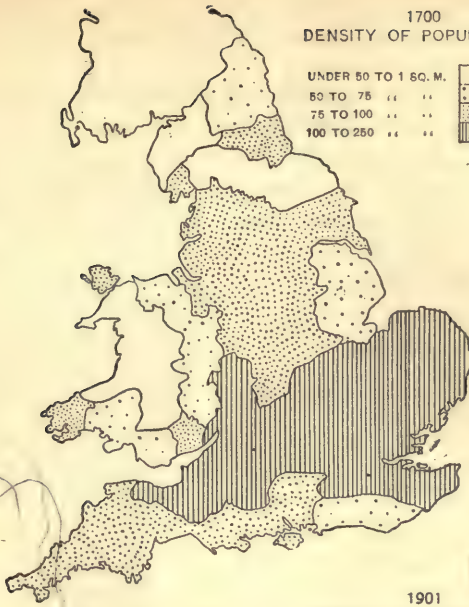 1700
DENSITY OF POPU
UNDER 50 TO 1 SQ. M.
50 TO 75 " "
75 TO 100 " "
100 TO 250 " "
1901